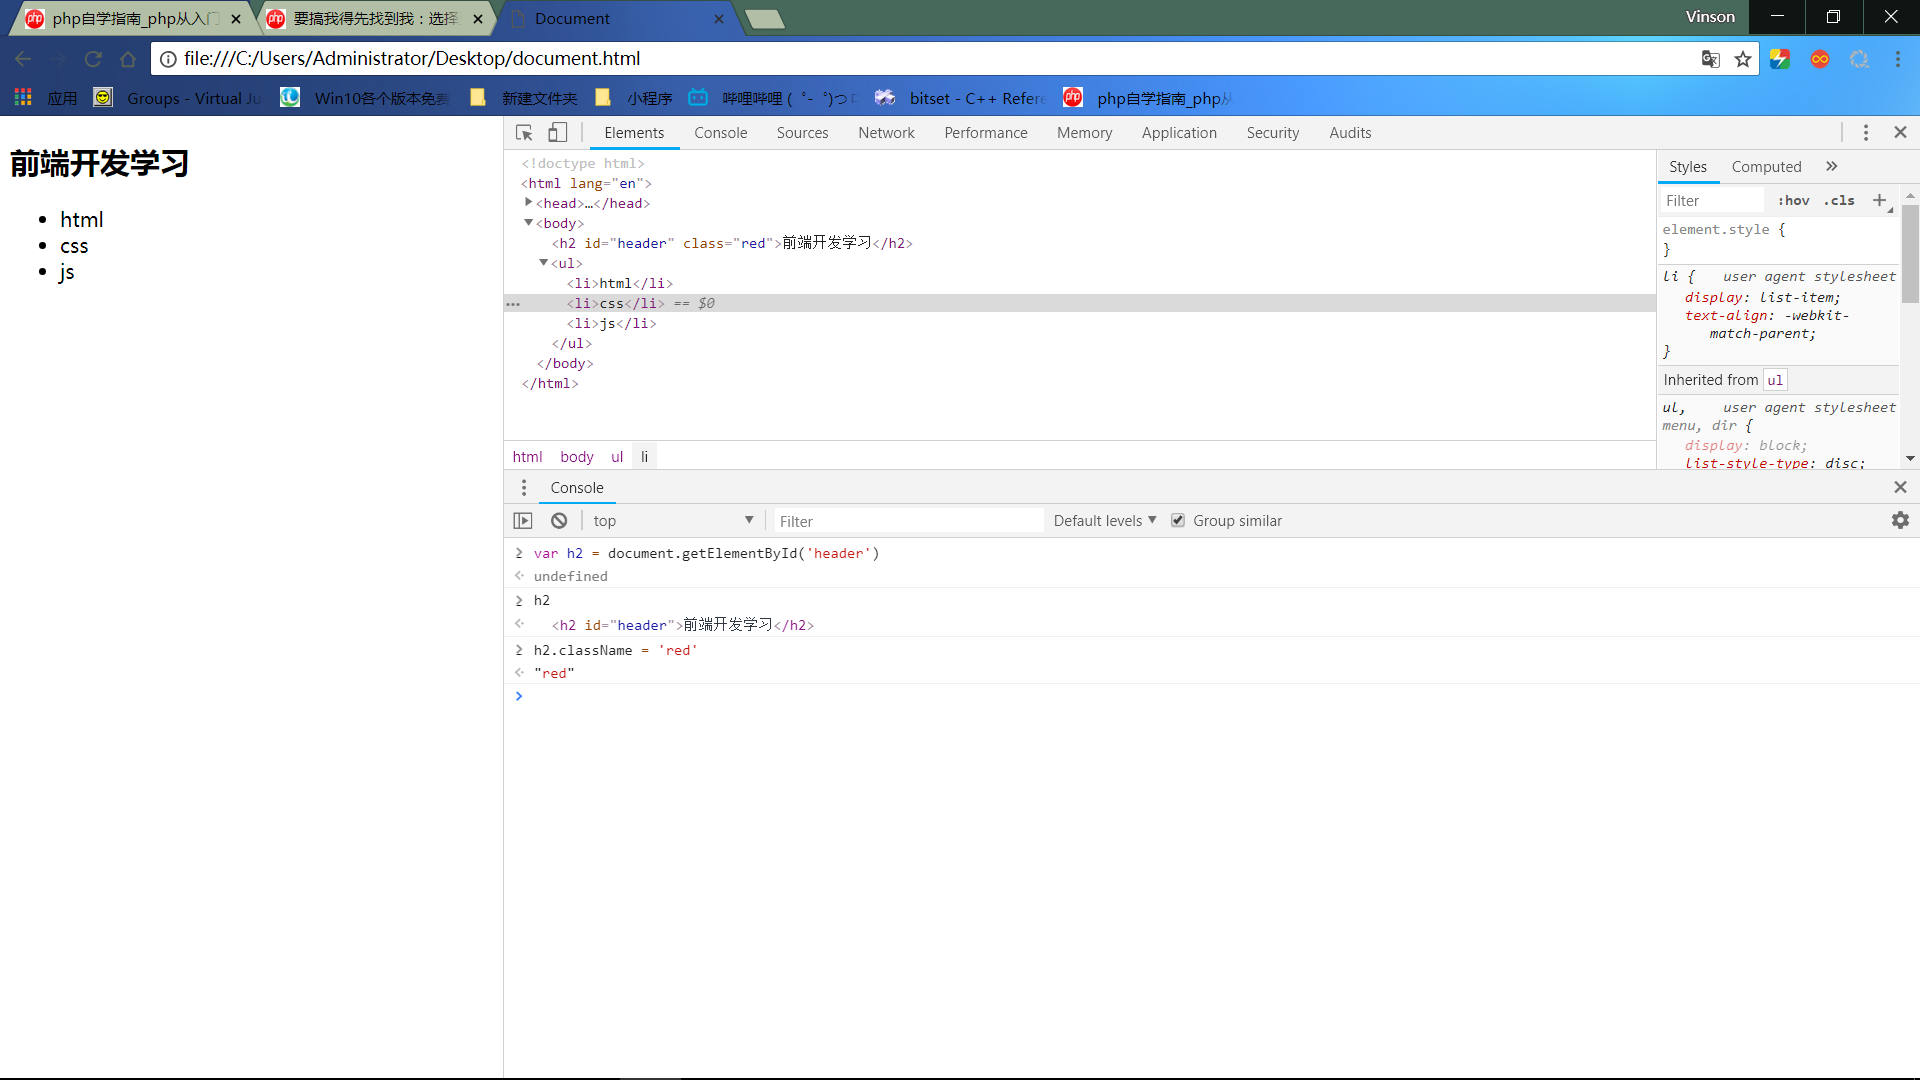 php自学指南_php从入门
要搞我得先找到我：选择
Document
Vinson
file:///C:/Users/Administrator/Desktop/document.html
应用
Groups - Virtual Ju
Win10各个版本免费
新建文件夹
小程序
哔哩哔哩 ( ゜- ゜)つロ
bitset - C++ Refere
php自学指南_php从
前端开发学习
html
css
js
Elements Console Sources Network Performance Memory Application Security Audits
<!doctype html>
<html lang="en">
<head>…</head>
<body>
<h2 id="header" class="red">前端开发学习</h2>
<ul>
<li>html</li>
<li>css</li> == $0
<li>js</li>
</ul>
</body>
</html>
html body ul li
Styles Computed »
Filter :hov .cls +
element.style {
}
li { user agent stylesheet
display: list-item;
text-align: -webkit-
match-parent;
}
Inherited from ul
ul, user agent stylesheet
menu, dir {
display: block;
list-style-type: disc;
Console
top Filter Default levels Group similar
var h2 = document.getElementById('header')
undefined
h2
<h2 id="header">前端开发学习</h2>
h2.className = 'red'
"red"